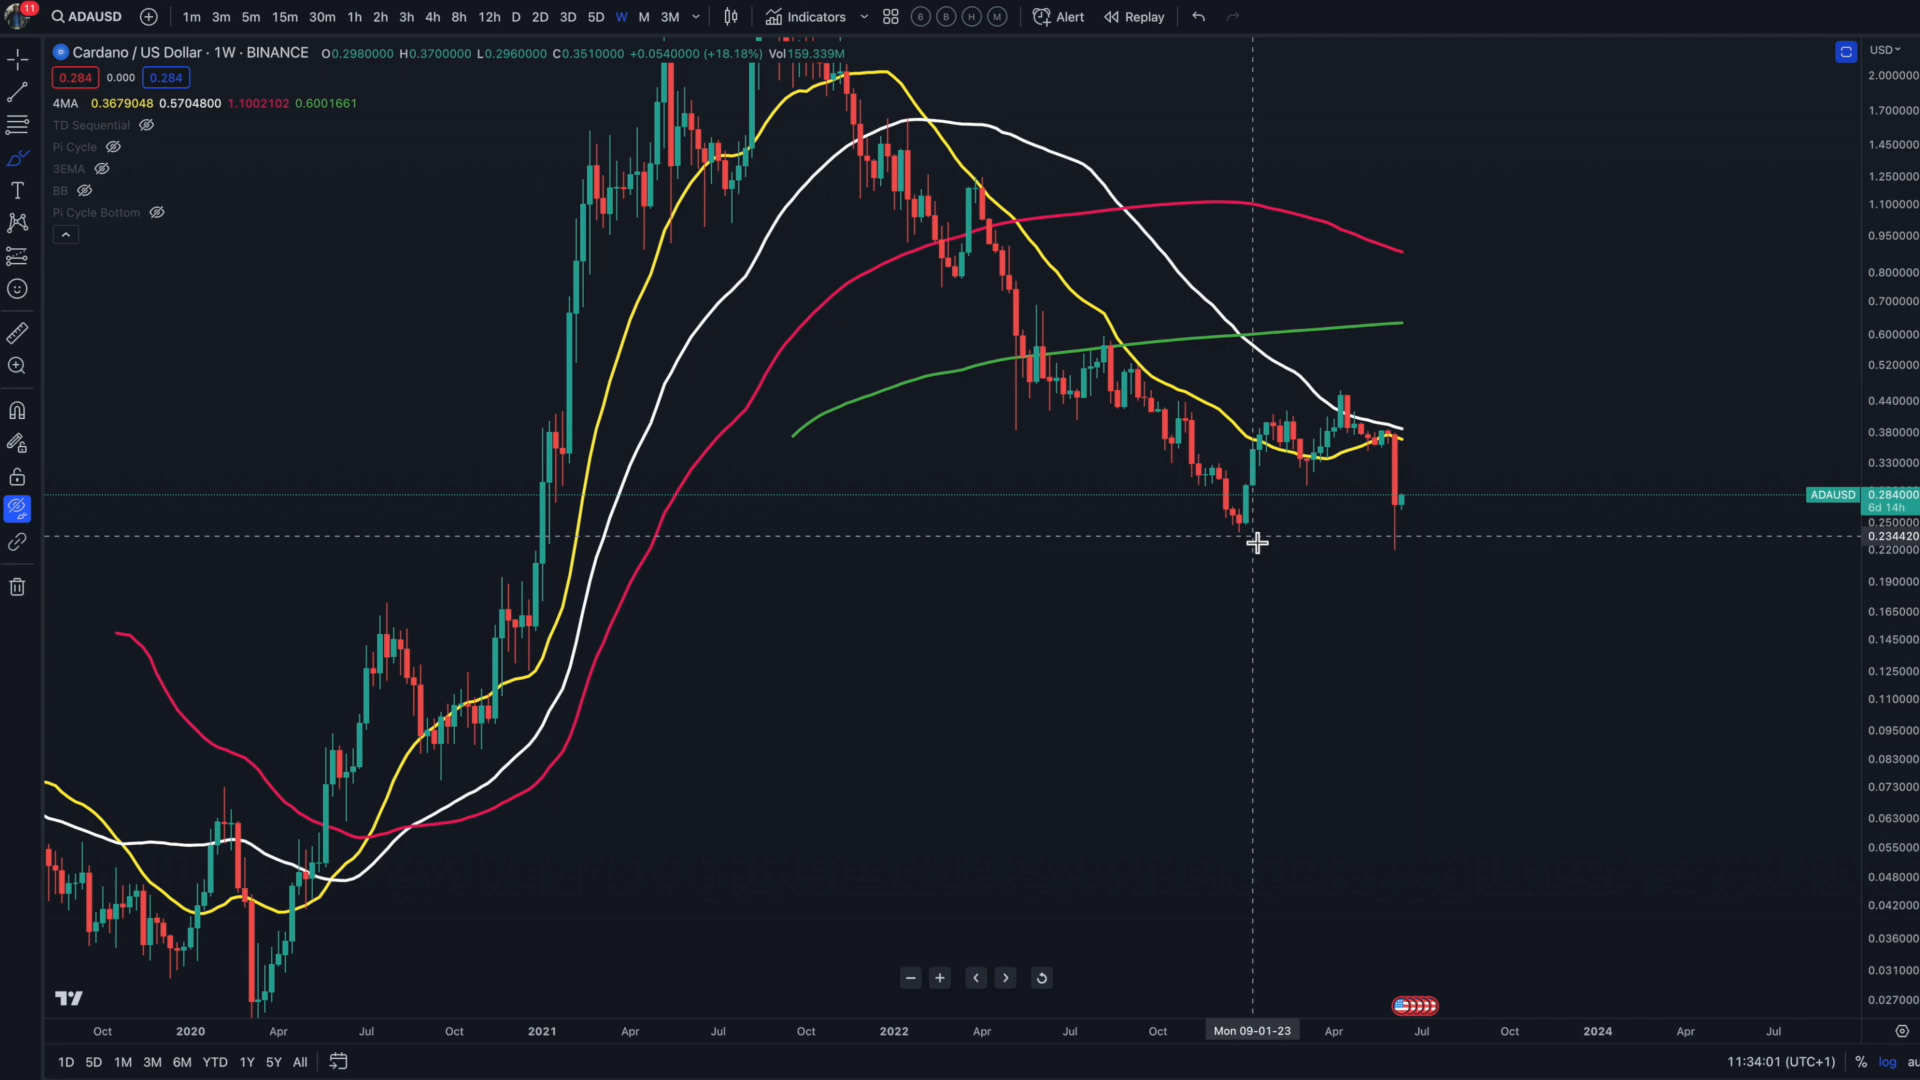 11
ADAUSD 1m 3m 5m 15m 30m 1h 2h 3h 4h 8h 12h D 2D 3D 5D W M 3M Indicators 6 B H M Alert Replay
Cardano / US Dollar · 1W · BINANCE O0.2980000 H0.3700000 L0.2960000 C0.3510000 +0.0540000 (+18.18%) Vol159.339M
USD
0.284 0.000 0.284
4MA 0.3679048 0.5704800 1.1002102 0.6001661
TD Sequential
Pi Cycle
3EMA
BB
Pi Cycle Bottom
2.000000
1.700000
1.450000
1.250000
1.100000
0.950000
0.800000
0.700000
0.600000
0.520000
0.440000
0.380000
0.330000
ADAUSD 0.284000
6d 14h
0.250000
0.234420
0.220000
0.190000
0.165000
0.145000
0.125000
0.110000
0.095000
0.083000
0.073000
0.063000
0.055000
0.048000
0.042000
0.036000
0.031000
0.027000
Oct 2020 Apr Jul Oct 2021 Apr Jul Oct 2022 Apr Jul Oct Mon 09-01-23 Apr Jul Oct 2024 Apr Jul
1D 5D 1M 3M 6M YTD 1Y 5Y All 11:34:01 (UTC+1) % log au